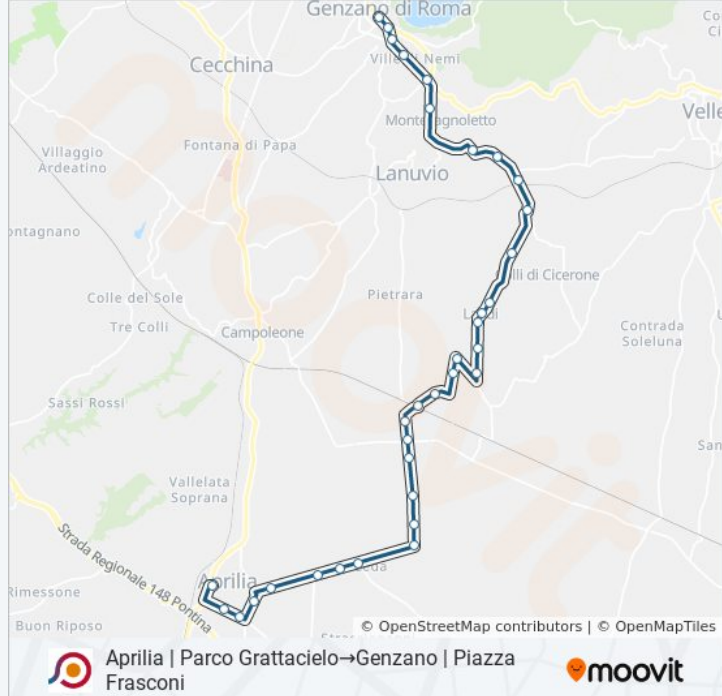 Genzano di Roma
Ville di Nemi
Cecchina
Velle
Fontana di Papa
Villaggio
Ardeatino
Lanuvio
ontagnano
lli di Cicerone
Colle del Sole
Pietrara
Tre Colli
Campoleone
Contrada
Soleluna
Sassi Rossi
San
Vallelata
Soprana
Strada Regionale 148 Pontina
Aprilia
Rimessone
Buon Riposo
© OpenStreetMap contributors | © OpenMapTiles
Aprilia | Parco Grattacielo→Genzano | Piazza
Frasconi
moovit